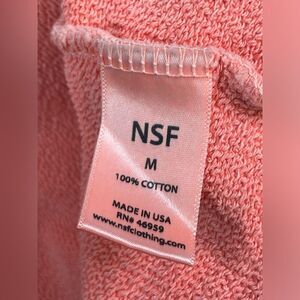 NSF
M
100% COTTON
MADE IN USA
RN# 46959
www.nsfclothing.com